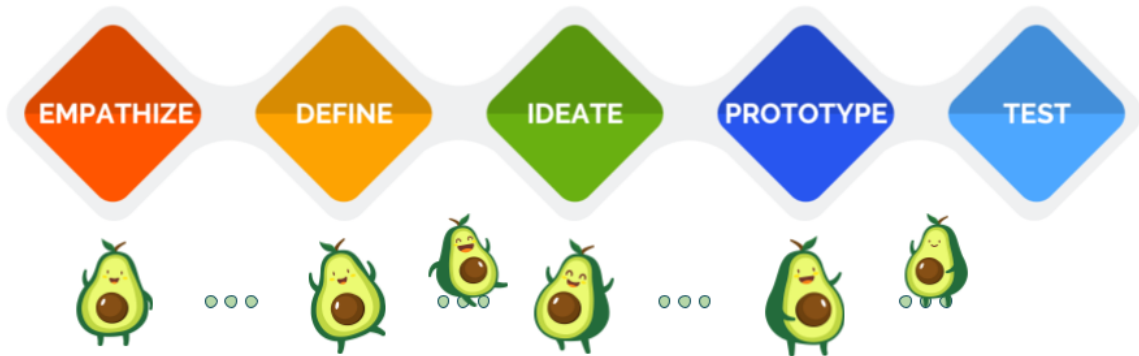 EMPATHIZE
DEFINE
IDEATE
PROTOTYPE
TEST